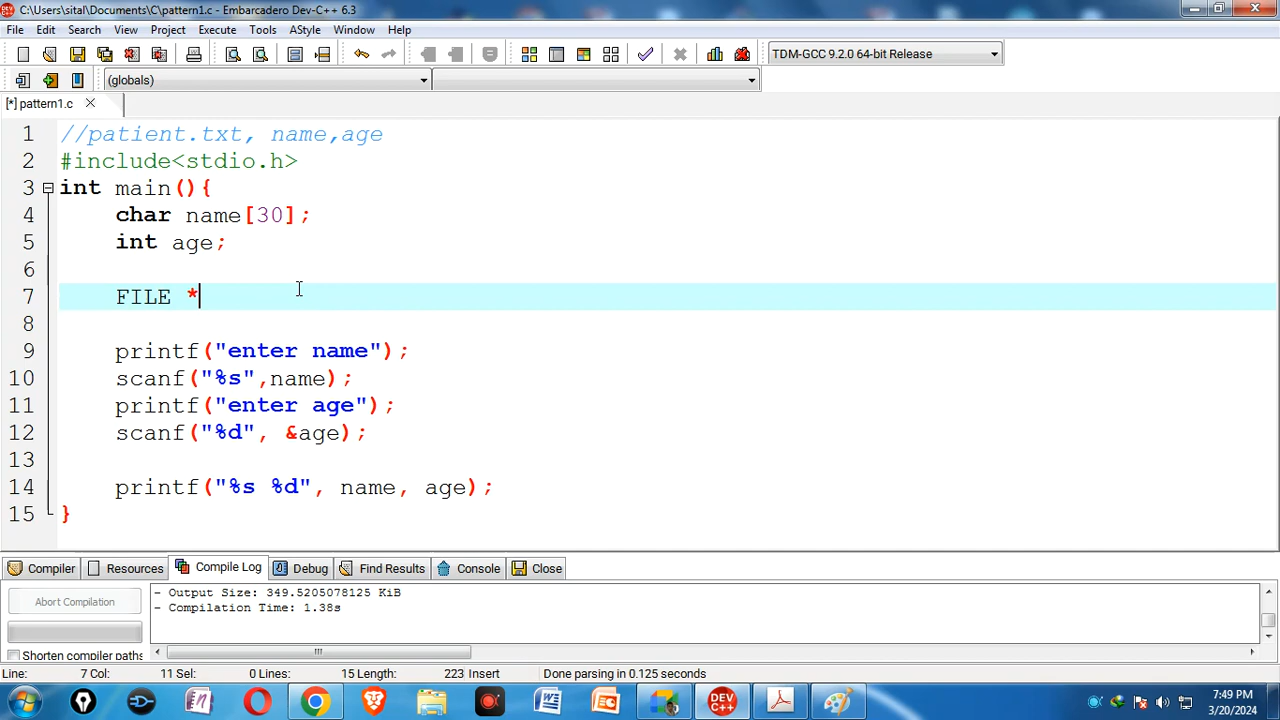 C:\Users\sital\Documents\C\pattern1.c - Embarcadero Dev-C++ 6.3
File Edit Search View Project Execute Tools AStyle Window Help
TDM-GCC 9.2.0 64-bit Release
(globals)
[*] pattern1.c
1 //patient.txt, name,age
2 #include<stdio.h>
3 int main(){
4 char name[30];
5 int age;
6
7 FILE *
8
9 printf("enter name");
10 scanf("%s",name);
11 printf("enter age");
12 scanf("%d", &age);
13
14 printf("%s %d", name, age);
15 }
Compiler Resources Compile Log Debug Find Results Console Close
- Output Size: 349.5205078125 KiB
Abort Compilation
- Compilation Time: 1.38s
Shorten compiler paths
Line: 7 Col: 11 Sel: 0 Lines: 15 Length: 223 Insert Done parsing in 0.125 seconds
7:49 PM
3/20/2024